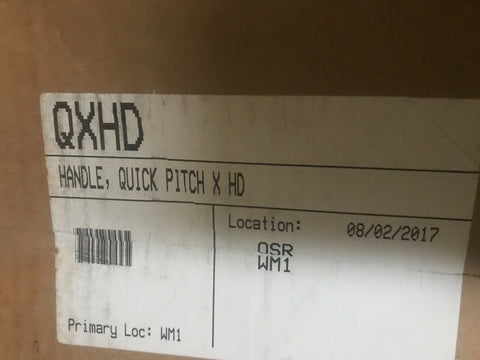 QXHD
HANDLE, QUICK PITCH X HD
Location: 08/02/2017
OSR
WM1
Primary Loc: WM1